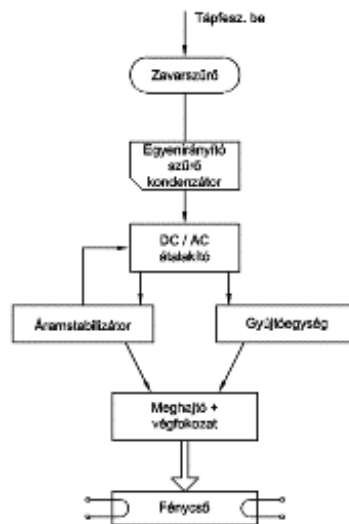 Tápfesz. be
Zavarszűrő
Egyenirányító
szűrő
kondenzátor
DC / AC
átalakító
Áramstabilizátor
Gyújtóegység
Meghajtó +
végfokozat
Fénycső